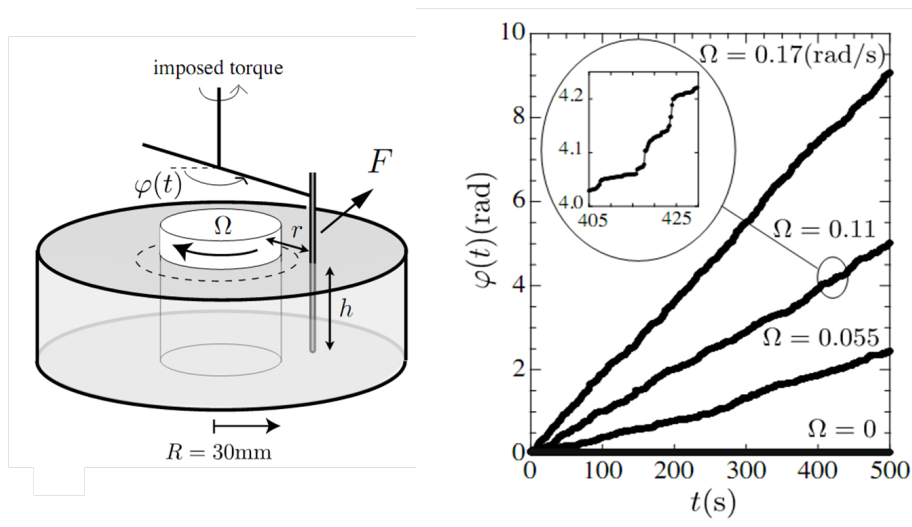 imposed torque
φ(t)
F
Ω
r
h
R = 30mm
10
8
6
4
2
0
φ(t)(rad)
Ω = 0.17(rad/s)
4.2
4.1
4.0
405
425
Ω = 0.11
Ω = 0.055
Ω = 0
0
100
200
300
400
500
t(s)